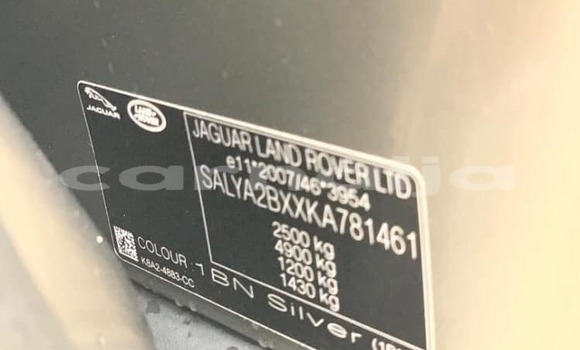 JAGUAR
LAND
ROVER
JAGUAR LAND ROVER LTD
e11*2007/46*3954
SALYA2BXXKA781461
2500 kg
4900 kg
1200 kg
1430 kg
COLOUR 1BN Silver
K8A2-4883-CC